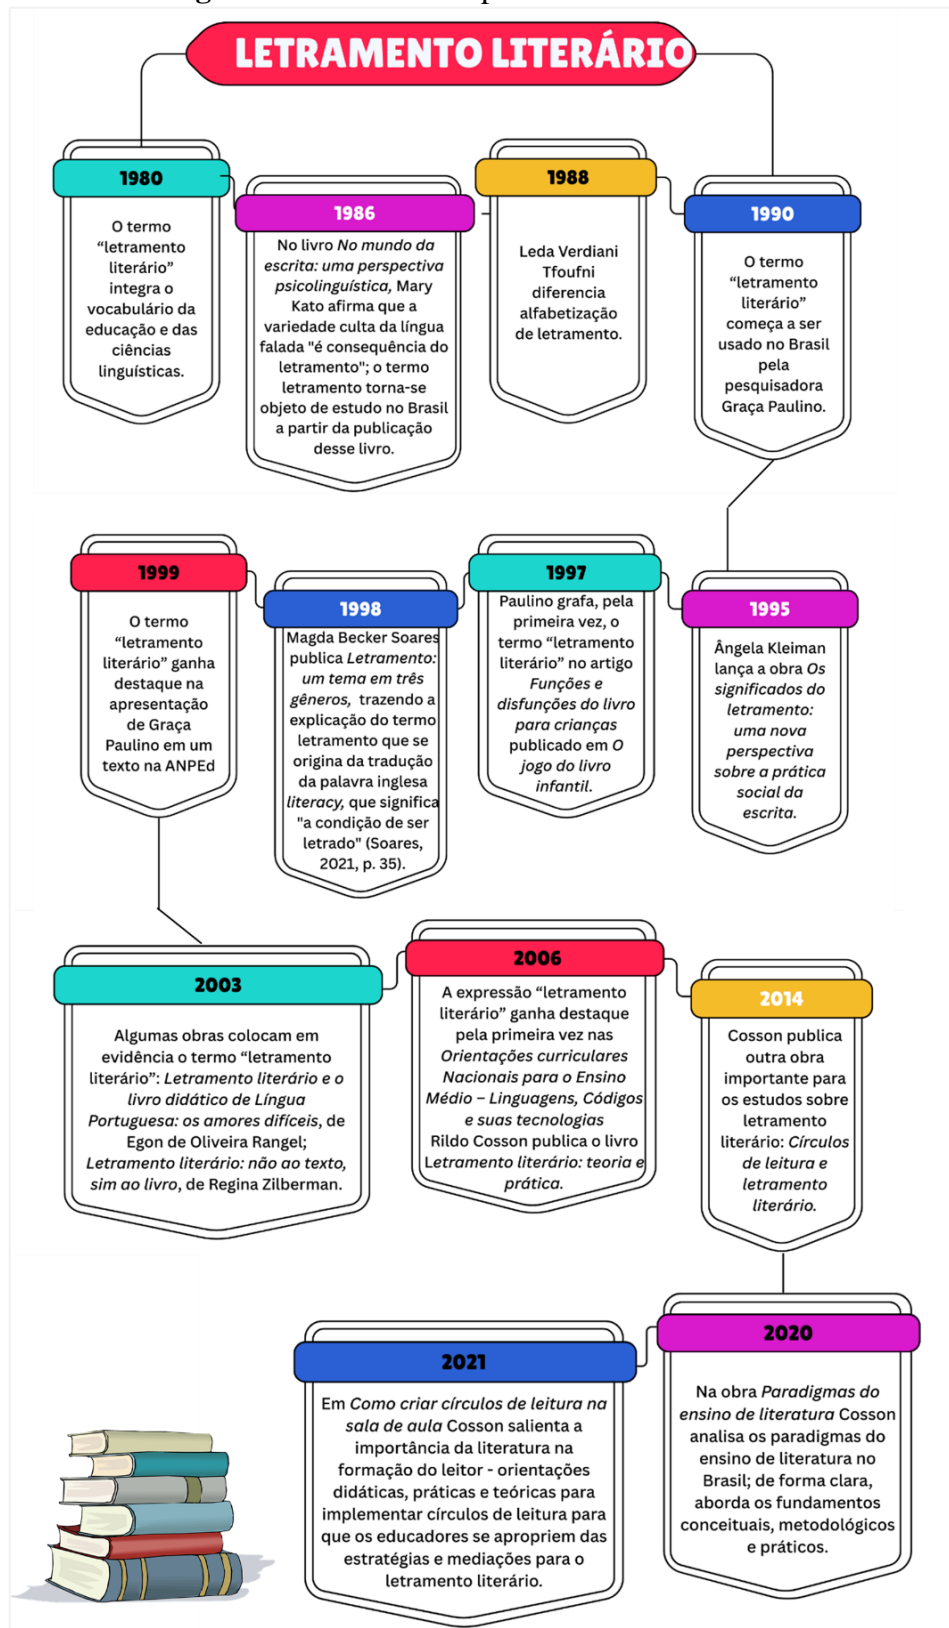 LETRAMENTO LITERÁRIO
1980
O termo
“letramento
literário”
integra o
vocabulário da
educação e das
ciências
linguísticas.
1986
No livro No mundo da
escrita: uma perspectiva
psicolinguística, Mary
Kato afirma que a
variedade culta da língua
falada "é consequência do
letramento"; o termo
letramento torna-se
objeto de estudo no Brasil
a partir da publicação
desse livro.
1988
Leda Verdiani
Tfoufni
diferencia
alfabetização
de letramento.
1990
O termo
“letramento
literário”
começa a ser
usado no Brasil
pela
pesquisadora
Graça Paulino.
1995
Ângela Kleiman
lança a obra Os
significados do
letramento:
uma nova
perspectiva
sobre a prática
social da
escrita.
1997
Paulino grafa, pela
primeira vez, o
termo “letramento
literário” no artigo
Funções e
disfunções do livro
para crianças
publicado em O
jogo do livro
infantil.
1998
Magda Becker Soares
publica Letramento:
um tema em três
gêneros, trazendo a
explicação do termo
letramento que se
origina da tradução
da palavra inglesa
literacy, que significa
"a condição de ser
letrado" (Soares,
2021, p. 35).
1999
O termo
“letramento
literário” ganha
destaque na
apresentação
de Graça
Paulino em um
texto na ANPEd
2003
Algumas obras colocam em
evidência o termo “letramento
literário”: Letramento literário e o
livro didático de Língua
Portuguesa: os amores difíceis, de
Egon de Oliveira Rangel;
Letramento literário: não ao texto,
sim ao livro, de Regina Zilberman.
2006
A expressão “letramento
literário” ganha destaque
pela primeira vez nas
Orientações curriculares
Nacionais para o Ensino
Médio – Linguagens, Códigos
e suas tecnologias
Rildo Cosson publica o livro
Letramento literário: teoria e
prática.
2014
Cosson publica
outra obra
importante para
os estudos sobre
letramento
literário: Círculos
de leitura e
letramento
literário.
2020
Na obra Paradigmas do
ensino de literatura Cosson
analisa os paradigmas do
ensino de literatura no
Brasil; de forma clara,
aborda os fundamentos
conceituais, metodológicos
e práticos.
2021
Em Como criar círculos de leitura na
sala de aula Cosson salienta a
importância da literatura na
formação do leitor - orientações
didáticas, práticas e teóricas para
implementar círculos de leitura para
que os educadores se apropriem das
estratégias e mediações para o
letramento literário.